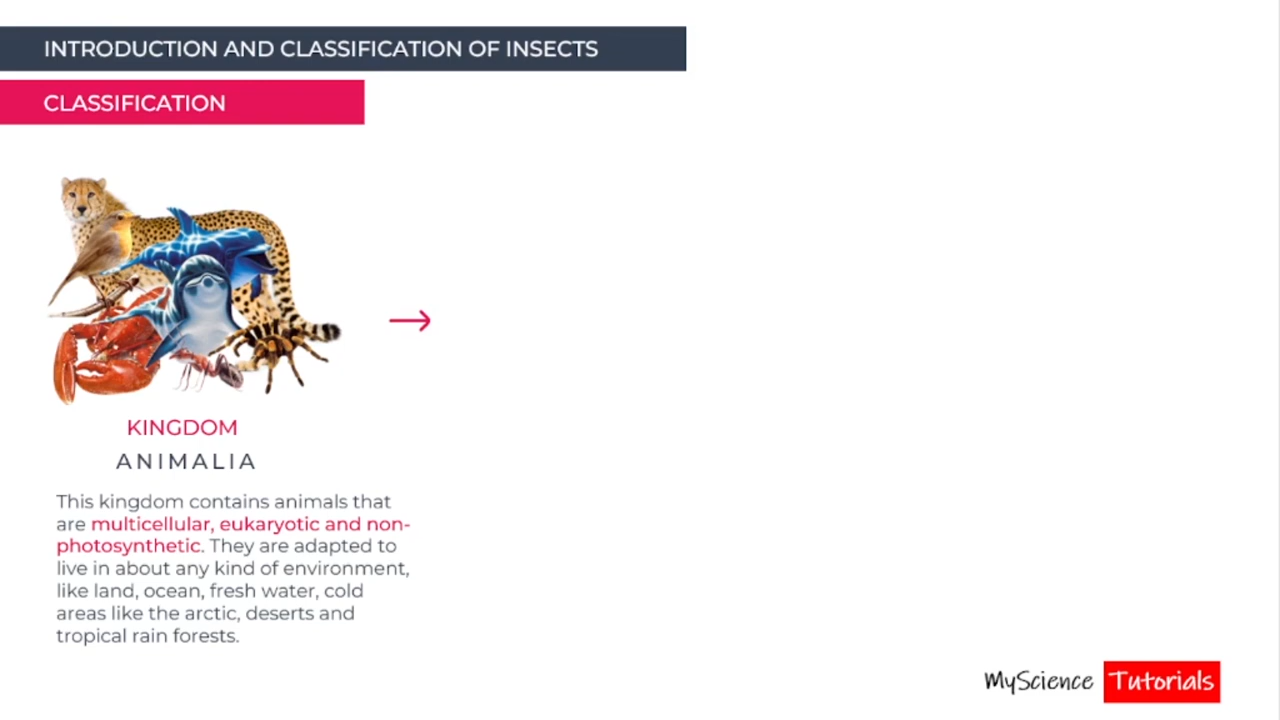 INTRODUCTION AND CLASSIFICATION OF INSECTS
CLASSIFICATION
KINGDOM
ANIMALIA
This kingdom contains animals that
are multicellular, eukaryotic and non-
photosynthetic. They are adapted to
live in about any kind of environment,
like land, ocean, fresh water, cold
areas like the arctic, deserts and
tropical rain forests.
MyScience Tutorials